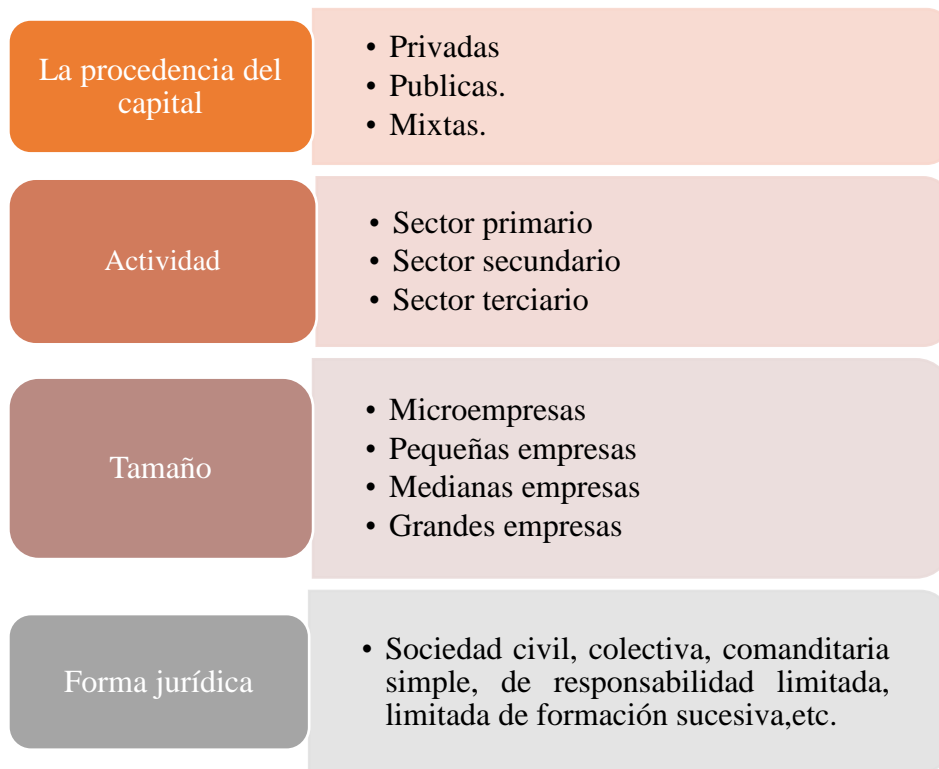 La procedencia del
capital
• Privadas
• Publicas.
• Mixtas.
Actividad
• Sector primario
• Sector secundario
• Sector terciario
Tamaño
• Microempresas
• Pequeñas empresas
• Medianas empresas
• Grandes empresas
Forma jurídica
• Sociedad civil, colectiva, comanditaria
simple, de responsabilidad limitada,
limitada de formación sucesiva,etc.